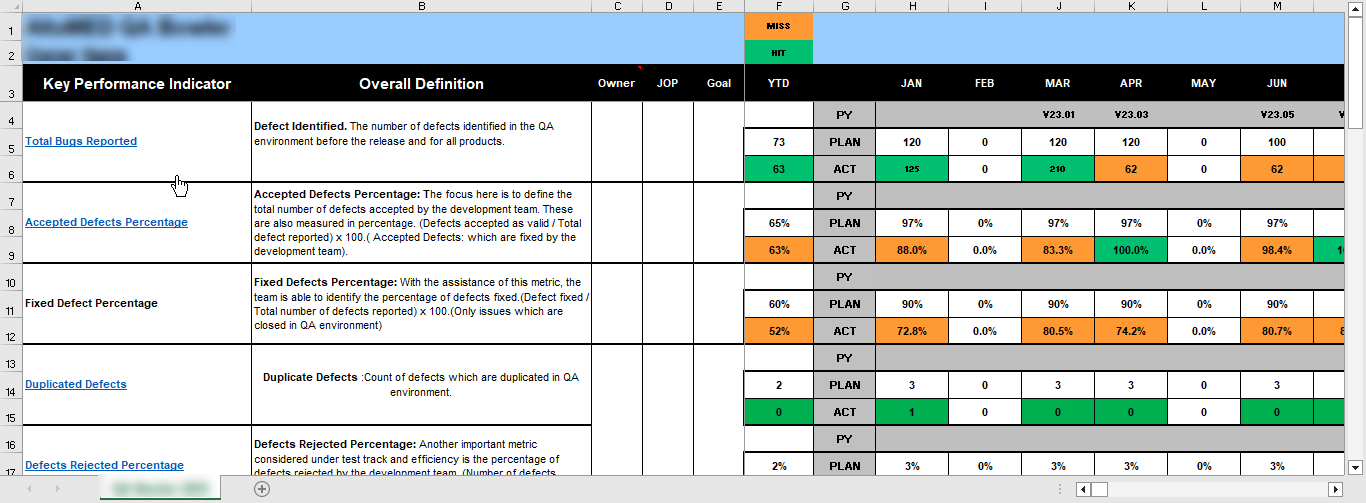 A B C D E F G H I J K L M
1 MISS
2 HIT
3 Key Performance Indicator Overall Definition Owner JOP Goal YTD JAN FEB MAR APR MAY JUN
4 PY V23.01 V23.03 V23.05
Defect Identified. The number of defects identified in the QA
environment before the release and for all products.
5 Total Bugs Reported 73 PLAN 120 0 120 120 0 100
6 63 ACT 125 0 210 62 0 62
7 PY
Accepted Defects Percentage: The focus here is to define the
total number of defects accepted by the development team. These
are also measured in percentage. (Defects accepted as valid / Total
defect reported) x 100.( Accepted Defects: which are fixed by the
development team).
8 Accepted Defects Percentage 65% PLAN 97% 0% 97% 97% 0% 97%
9 63% ACT 88.0% 0.0% 83.3% 100.0% 0.0% 98.4%
10 PY
Fixed Defects Percentage: With the assistance of this metric, the
team is able to identify the percentage of defects fixed.(Defect fixed /
Total number of defects reported) x 100.(Only issues which are
closed in QA environment)
11 Fixed Defect Percentage 60% PLAN 90% 0% 90% 90% 0% 90%
12 52% ACT 72.8% 0.0% 80.5% 74.2% 0.0% 80.7%
13 PY
Duplicate Defects :Count of defects which are duplicated in QA
environment.
14 Duplicated Defects 2 PLAN 3 0 3 3 0 3
15 0 ACT 1 0 0 0 0 0
16 PY
Defects Rejected Percentage: Another important metric
considered under test track and efficiency is the percentage of
defects rejected by the development team. (Number of defects
17 Defects Rejected Percentage 2% PLAN 3% 0% 3% 3% 0% 3%